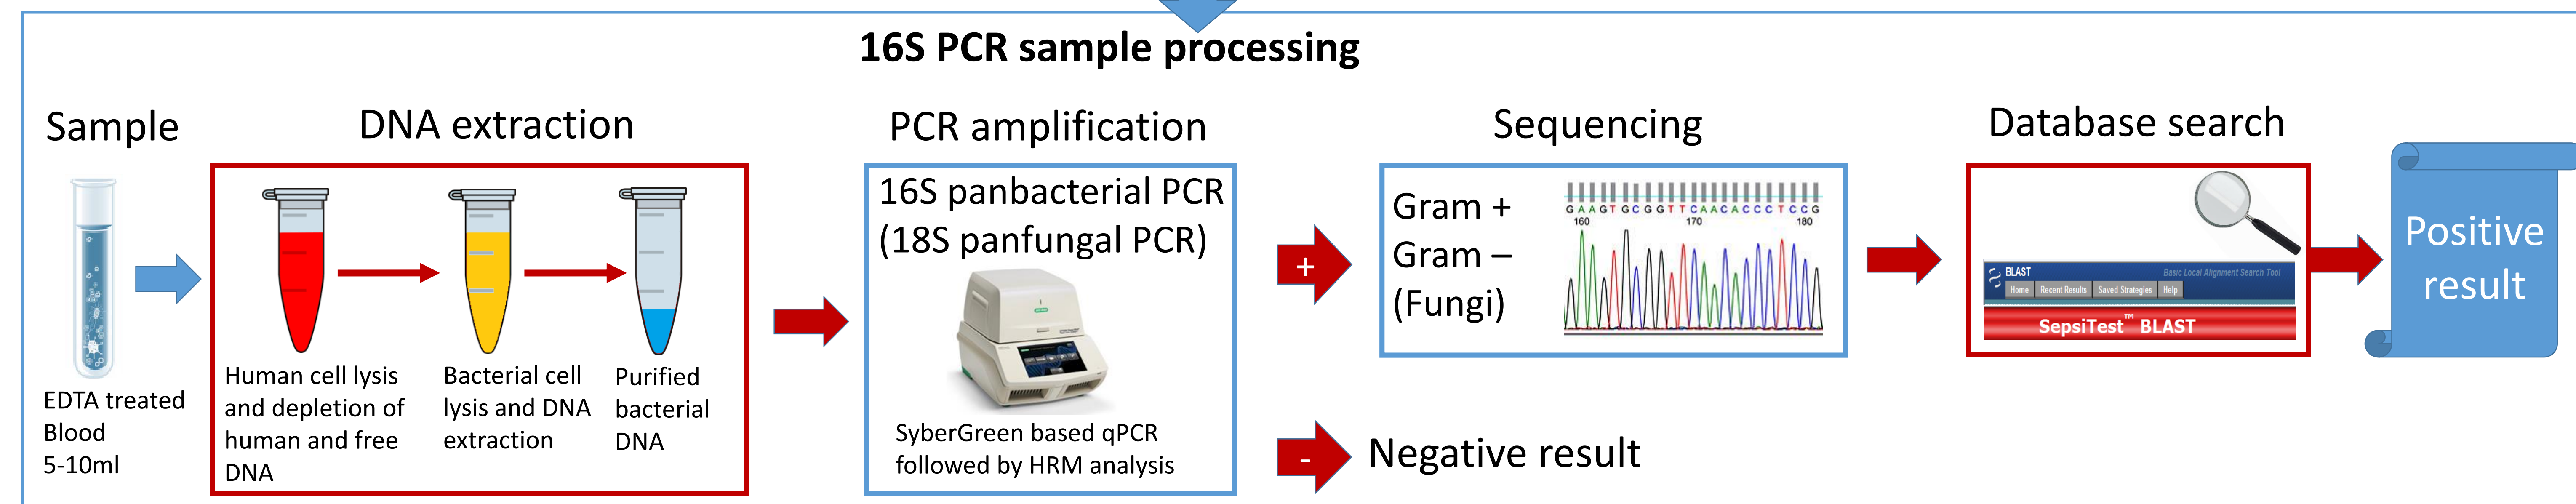 16S PCR sample processing
Sample
EDTA treated
Blood
5-10ml
DNA extraction
Human cell lysis
and depletion of
human and free
DNA
Bacterial cell
lysis and DNA
extraction
Purified
bacterial
DNA
PCR amplification
16S panbacterial PCR
(18S panfungal PCR)
SyberGreen based qPCR
followed by HRM analysis
+
-
Negative result
Sequencing
Gram +
Gram –
(Fungi)
G A A G T G C G G T T C A A C A C C C T C C G
160 170 180
Database search
BLAST Basic Local Alignment Search Tool
Home Recent Results Saved Strategies Help
SepsiTest™ BLAST
Positive
result